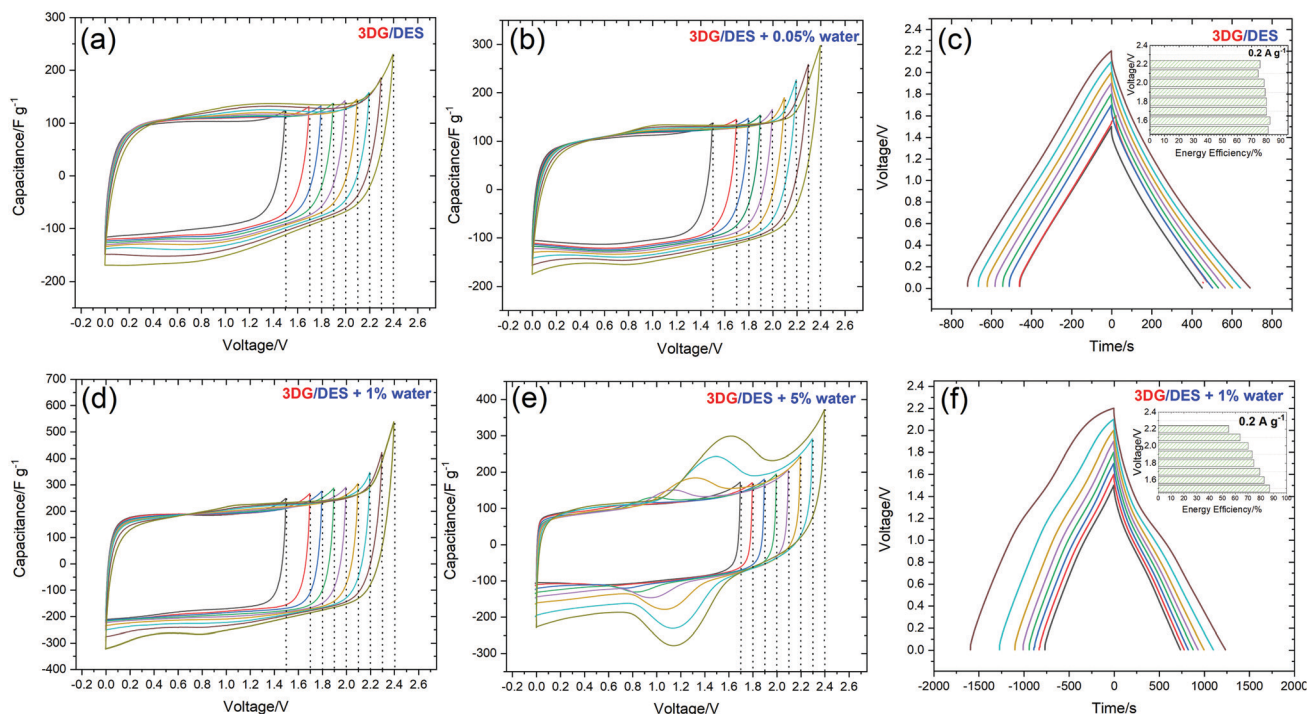 (a)
3DG/DES
Capacitance/F g⁻¹
300
200
100
0
-100
-200
-0.2 0.0 0.2 0.4 0.6 0.8 1.0 1.2 1.4 1.6 1.8 2.0 2.2 2.4 2.6
Voltage/V
(b)
3DG/DES + 0.05% water
Capacitance/F g⁻¹
300
200
100
0
-100
-200
-0.2 0.0 0.2 0.4 0.6 0.8 1.0 1.2 1.4 1.6 1.8 2.0 2.2 2.4 2.6
Voltage/V
(c)
3DG/DES
Voltage/V
2.4
2.2
2.0
1.8
1.6
1.4
1.2
1.0
0.8
0.6
0.4
0.2
0.0
-800 -600 -400 -200 0 200 400 600 800
Time/s
0.2 A g⁻¹
Voltage/V
2.4
2.2
2.0
1.8
1.6
0 10 20 30 40 50 60 70 80 90
Energy Efficiency/%
(d)
3DG/DES + 1% water
Capacitance/F g⁻¹
700
600
500
400
300
200
100
0
-100
-200
-300
-400
-0.2 0.0 0.2 0.4 0.6 0.8 1.0 1.2 1.4 1.6 1.8 2.0 2.2 2.4 2.6
Voltage/V
(e)
3DG/DES + 5% water
Capacitance/F g⁻¹
400
300
200
100
0
-100
-200
-300
-0.2 0.0 0.2 0.4 0.6 0.8 1.0 1.2 1.4 1.6 1.8 2.0 2.2 2.4 2.6
Voltage/V
(f)
3DG/DES + 1% water
Voltage/V
2.4
2.2
2.0
1.8
1.6
1.4
1.2
1.0
0.8
0.6
0.4
0.2
0.0
-2000 -1500 -1000 -500 0 500 1000 1500 2000
Time/s
0.2 A g⁻¹
Voltage/V
2.4
2.2
2.0
1.8
1.6
0 10 20 30 40 50 60 70 80 90 100
Energy Efficiency/%